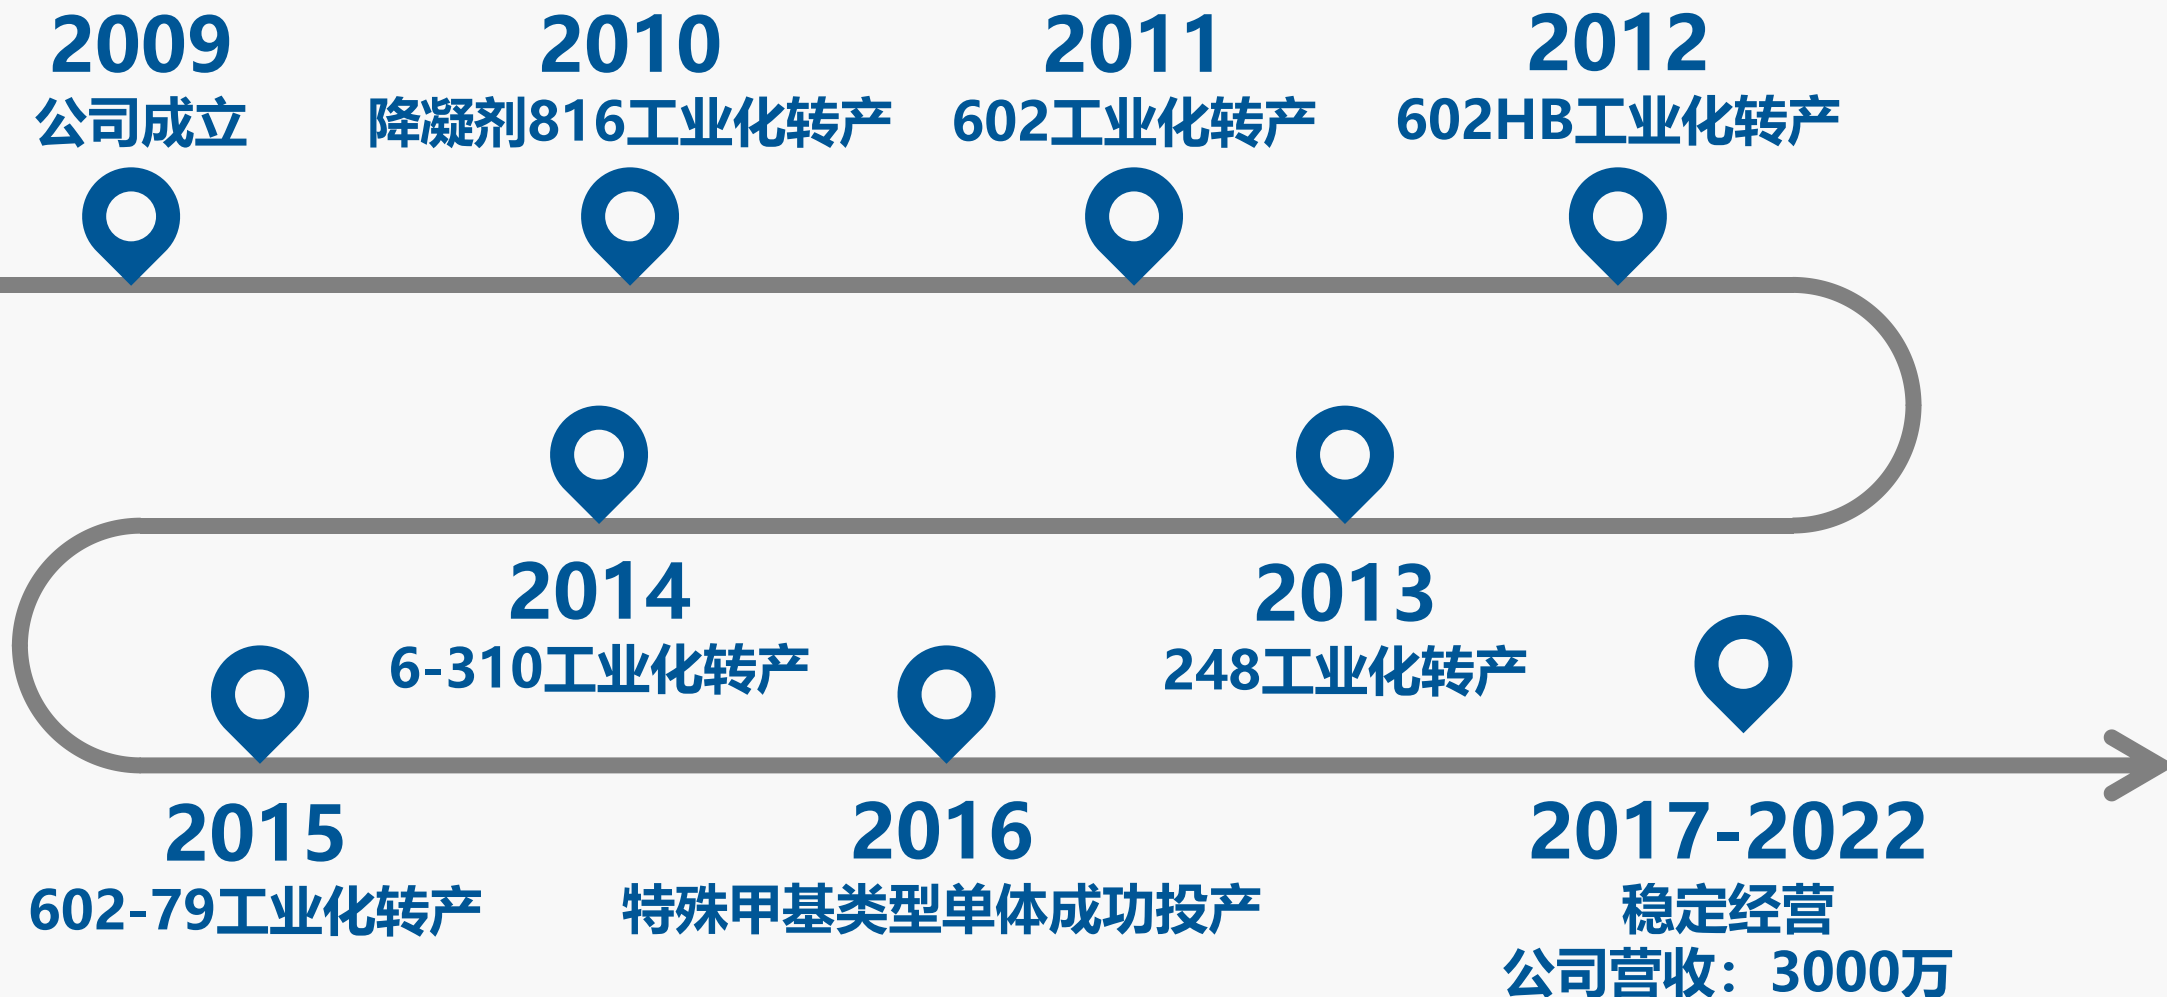 2009
公司成立
2010
降凝剂816工业化转产
2011
602工业化转产
2012
602HB工业化转产
2013
248工业化转产
2014
6-310工业化转产
2015
602-79工业化转产
2016
特殊甲基类型单体成功投产
2017-2022
稳定经营
公司营收：3000万